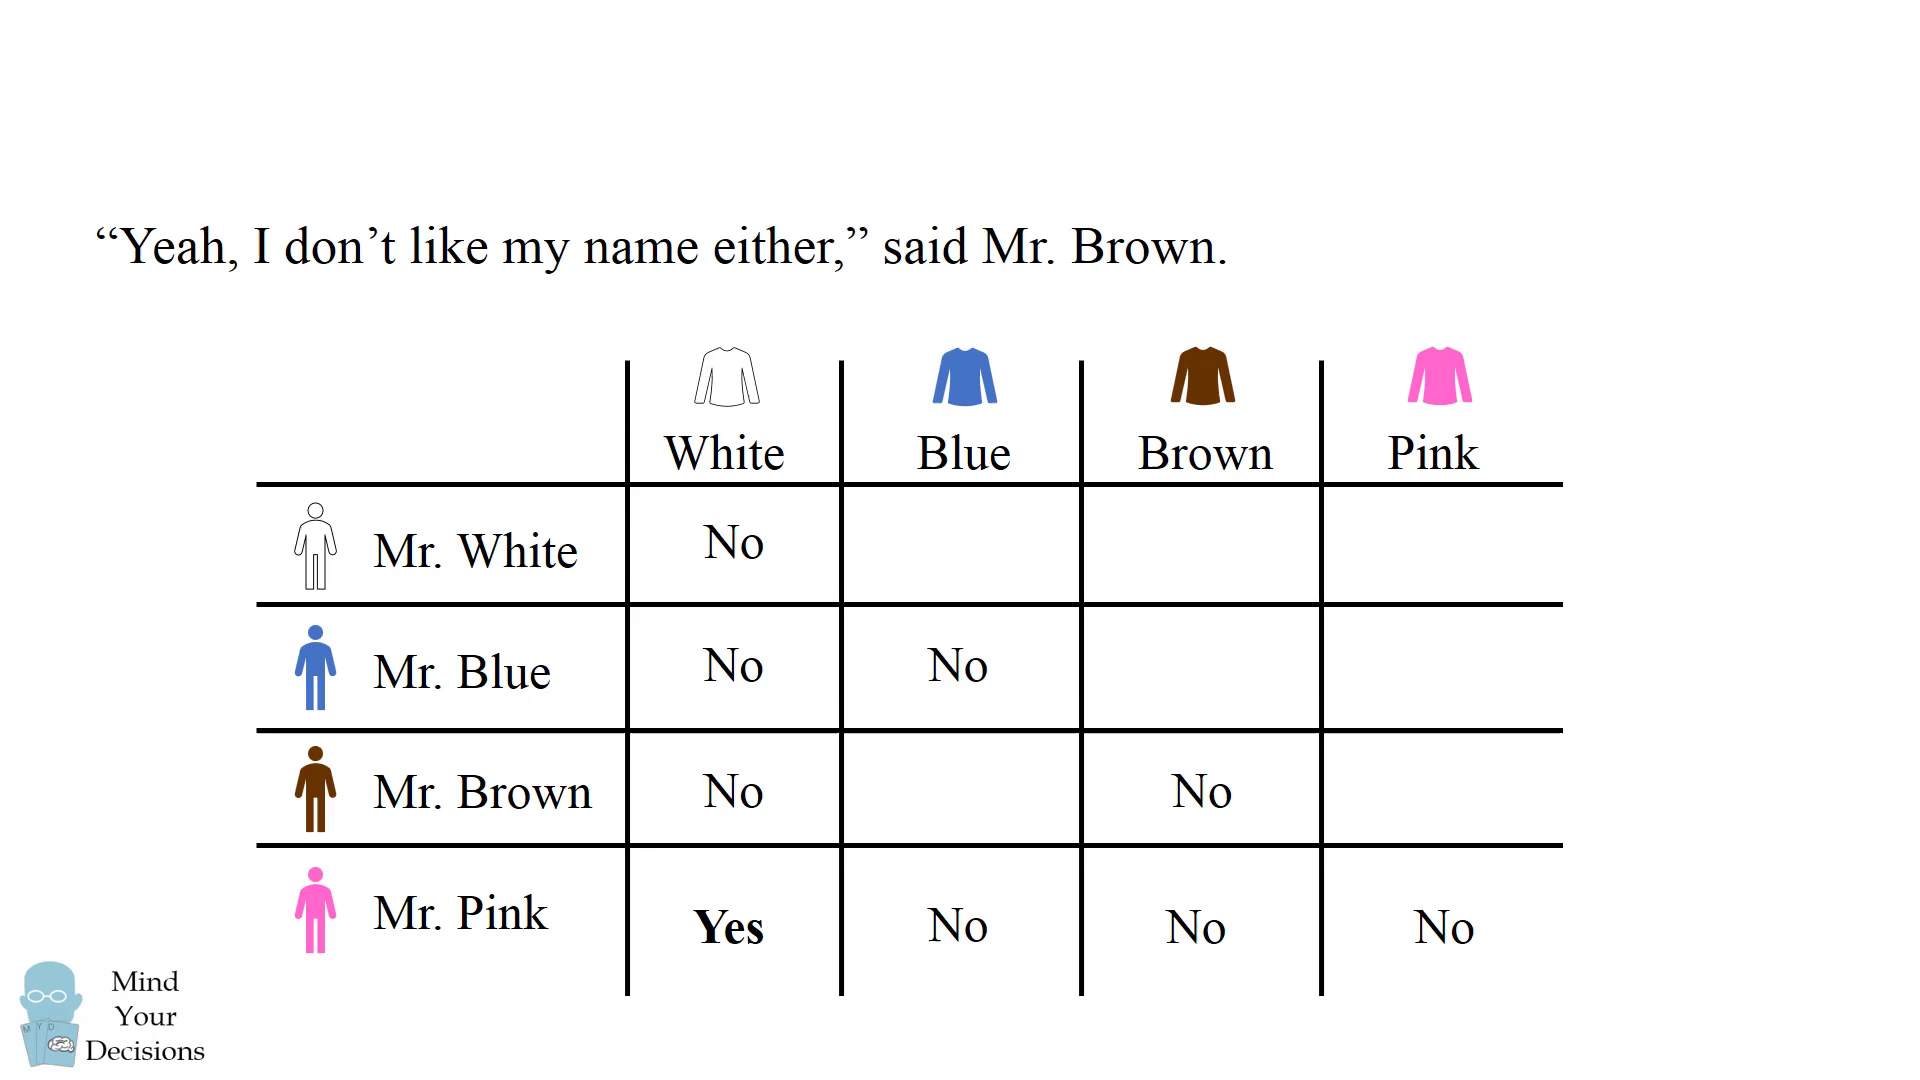 “Yeah, I don’t like my name either,” said Mr. Brown.
White Blue Brown Pink
Mr. White No
Mr. Blue No No
Mr. Brown No No
Mr. Pink Yes No No No
Mind
Your
Decisions
M Y D